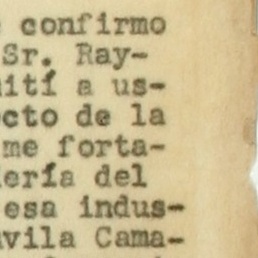 confirmo
Sr. Ray-
ití a us-
cto de la
me forta-
ería del
esa indus-
vila Cama-